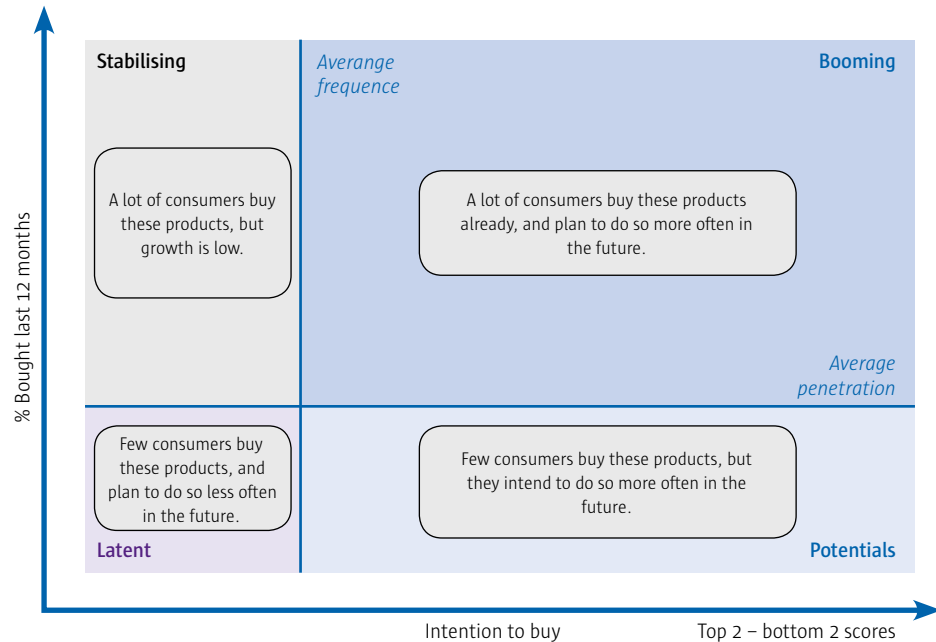 Stabilising
Averange
frequence
Booming
A lot of consumers buy
these products, but
growth is low.
A lot of consumers buy these products
already, and plan to do so more often in
the future.
% Bought last 12 months
Average
penetration
Few consumers buy
these products, and
plan to do so less often
in the future.
Few consumers buy these products, but
they intend to do so more often in the
future.
Latent
Potentials
Intention to buy
Top 2 – bottom 2 scores